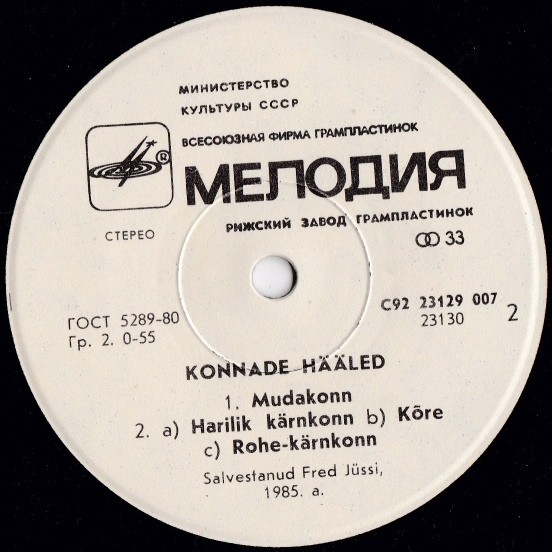 МИНИСТЕРСТВО
КУЛЬТУРЫ СССР
ВСЕСОЮЗНАЯ ФИРМА ГРАМПЛАСТИНОК
®
МЕЛОДИЯ
РИЖСКИЙ ЗАВОД ГРАМПЛАСТИНОК
СТЕРЕО
33
ГОСТ 5289-80
Гр. 2. 0-55
С92 23129 007
23130
2
KONNADE HÄÄLED
1. Mudakonn
2. a) Harilik kärnkonn b) Kõre
c) Rohe-kärnkonn
Salvestanud Fred Jüssi,
1985. a.